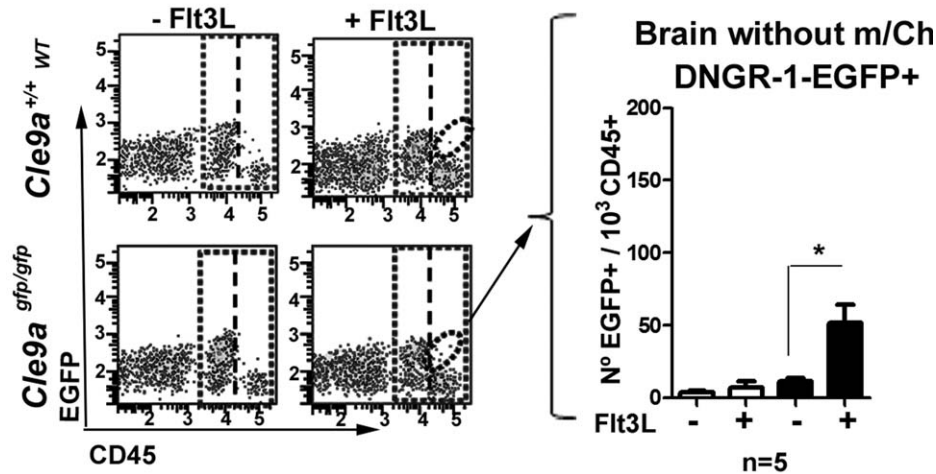 - Flt3L
+ Flt3L
Cle9a +/+ WT
5
4
3
2
2 3 4 5
5
4
3
2
2 3 4 5
Cle9a gfp/gfp
5
4
3
2
2 3 4 5
5
4
3
2
2 3 4 5
EGFP
CD45
Brain without m/Ch
DNGR-1-EGFP+
Nº EGFP+ / 10³ CD45+
200
150
100
50
0
*
Flt3L - + - +
n=5